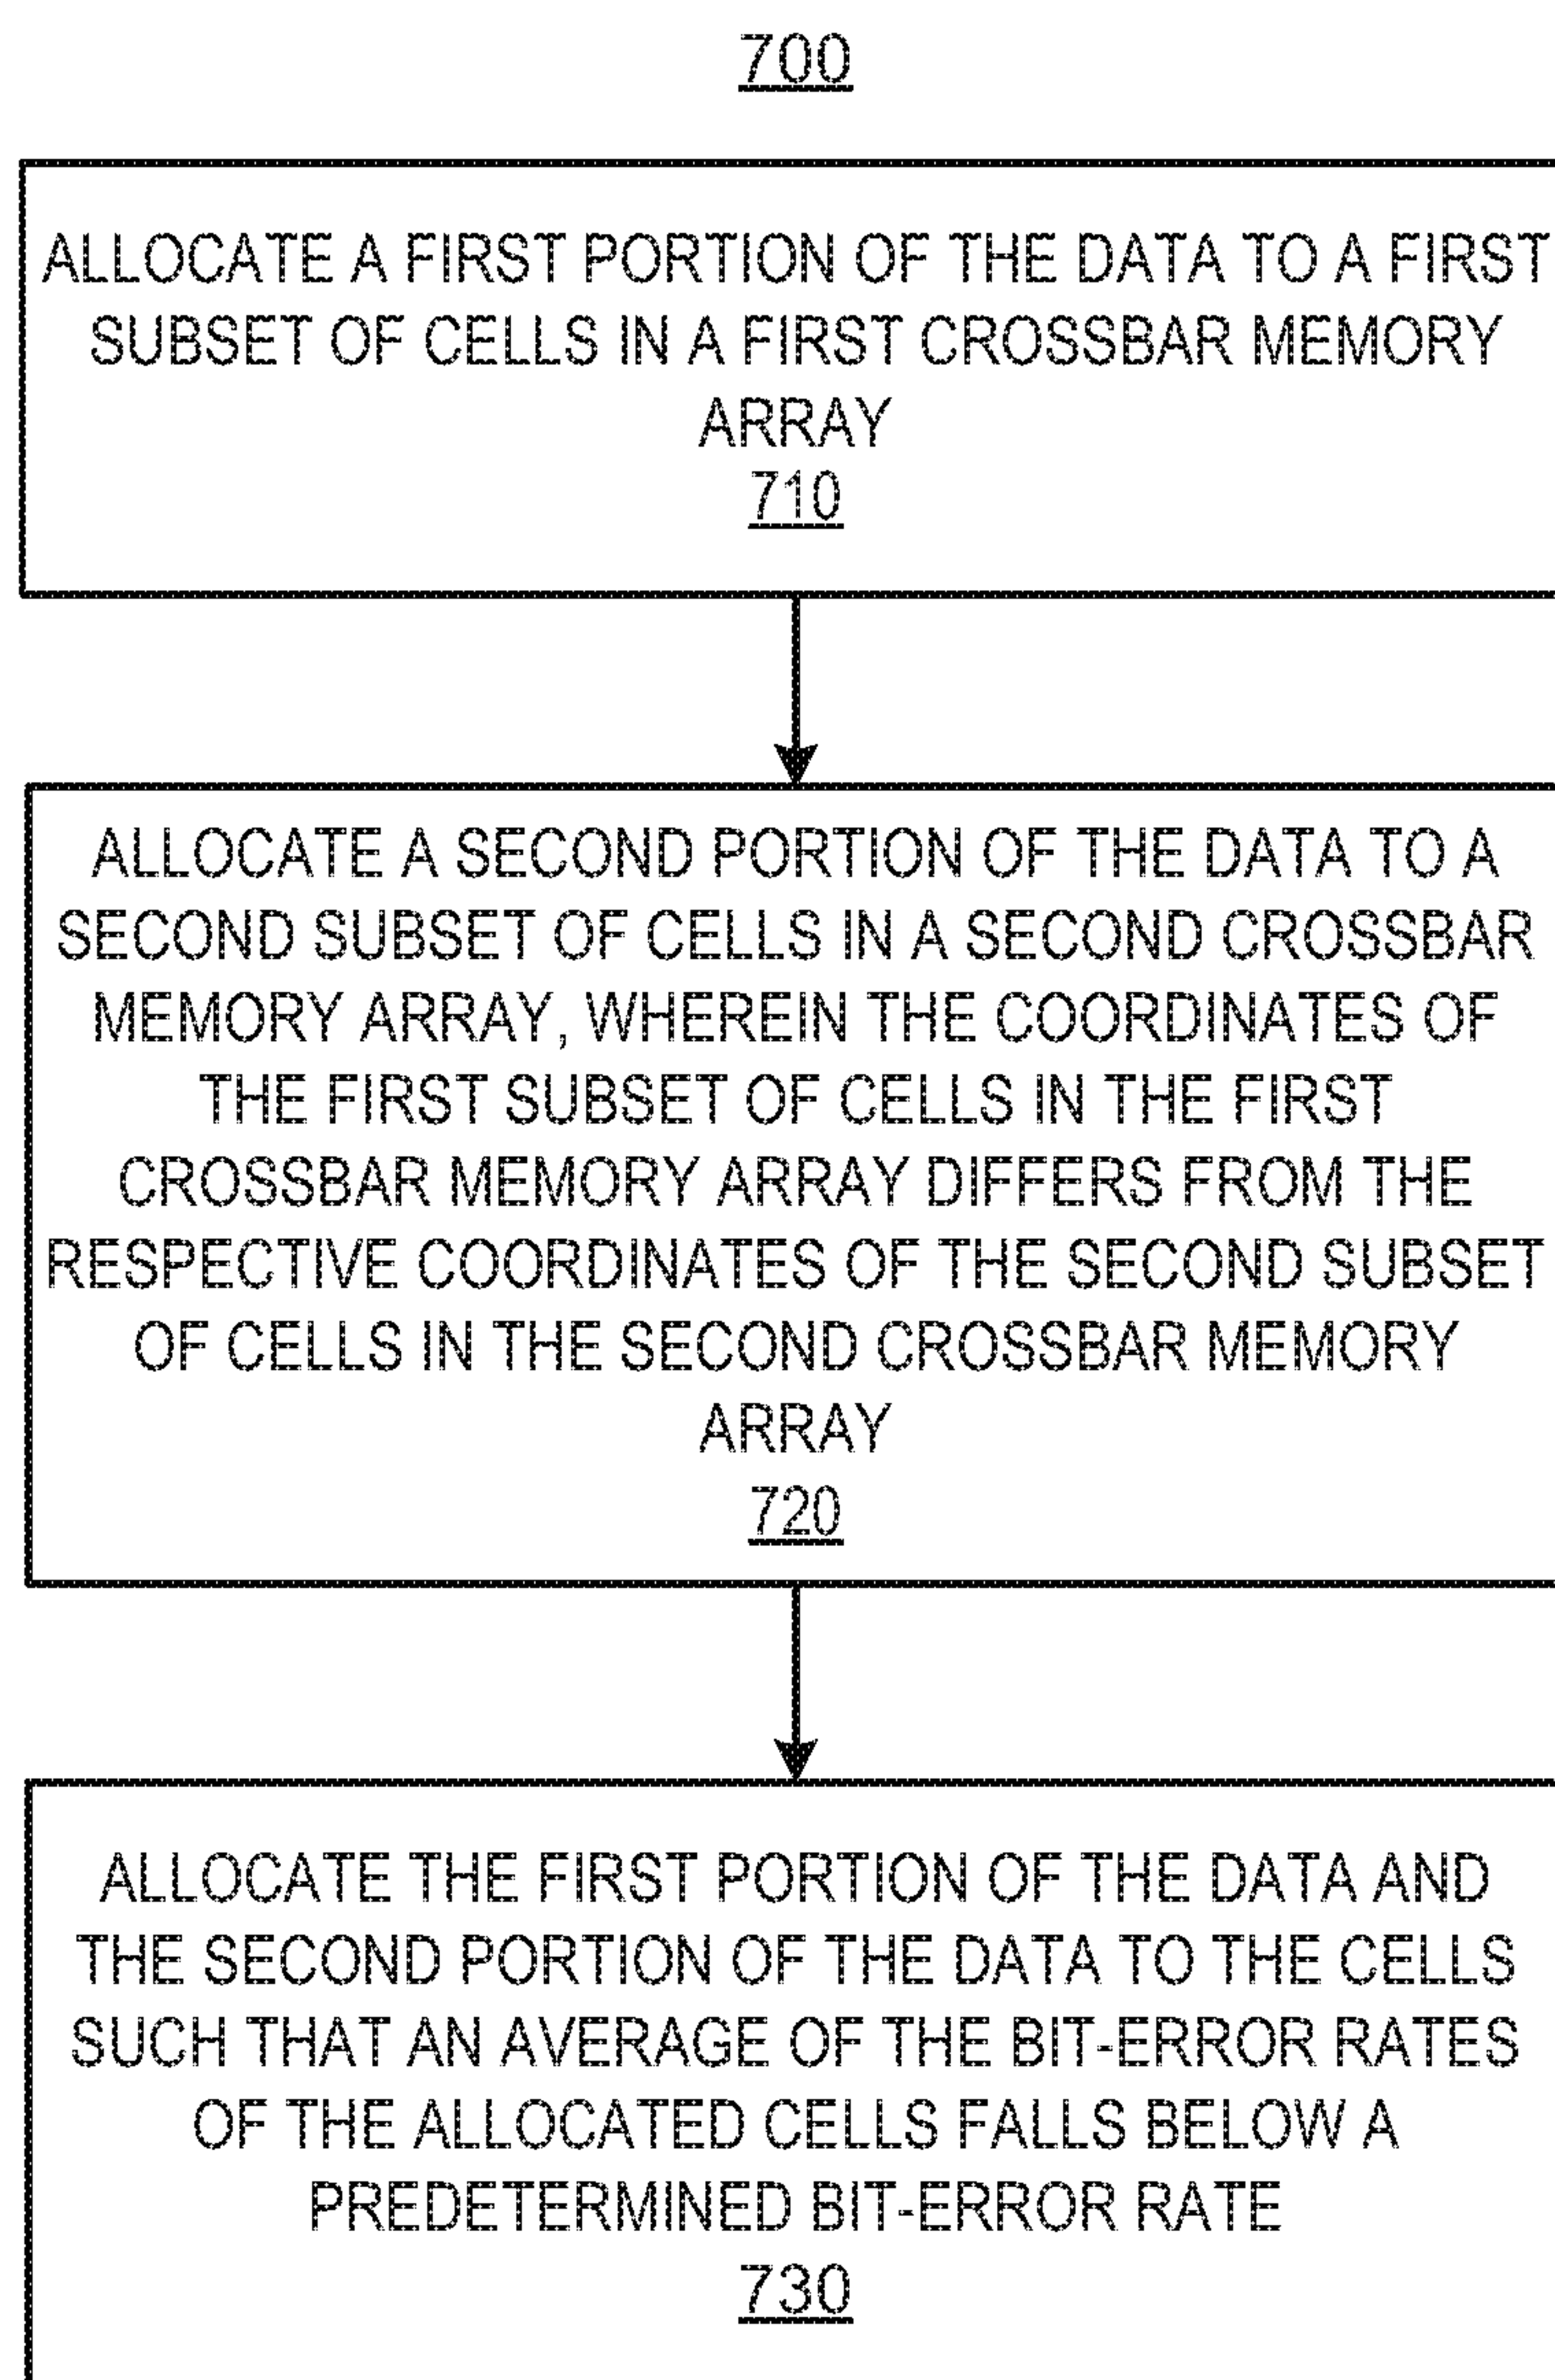 700
ALLOCATE A FIRST PORTION OF THE DATA TO A FIRST
SUBSET OF CELLS IN A FIRST CROSSBAR MEMORY
ARRAY
710
ALLOCATE A SECOND PORTION OF THE DATA TO A
SECOND SUBSET OF CELLS IN A SECOND CROSSBAR
MEMORY ARRAY, WHEREIN THE COORDINATES OF
THE FIRST SUBSET OF CELLS IN THE FIRST
CROSSBAR MEMORY ARRAY DIFFERS FROM THE
RESPECTIVE COORDINATES OF THE SECOND SUBSET
OF CELLS IN THE SECOND CROSSBAR MEMORY
ARRAY
720
ALLOCATE THE FIRST PORTION OF THE DATA AND
THE SECOND PORTION OF THE DATA TO THE CELLS
SUCH THAT AN AVERAGE OF THE BIT-ERROR RATES
OF THE ALLOCATED CELLS FALLS BELOW A
PREDETERMINED BIT-ERROR RATE
730